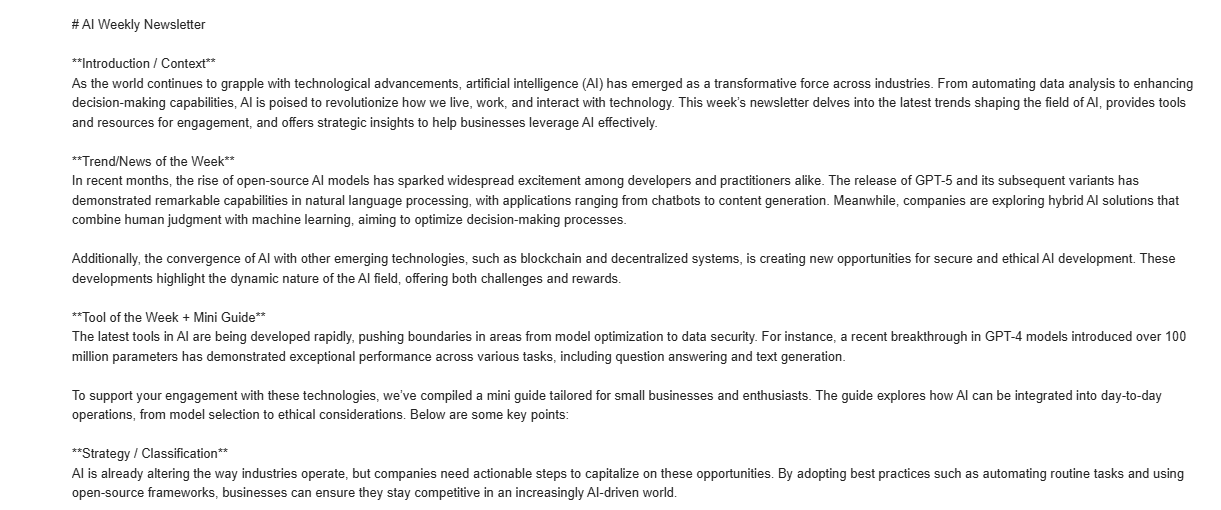 # AI Weekly Newsletter
**Introduction / Context**
As the world continues to grapple with technological advancements, artificial intelligence (AI) has emerged as a transformative force across industries. From automating data analysis to enhancing
decision-making capabilities, AI is poised to revolutionize how we live, work, and interact with technology. This week's newsletter delves into the latest trends shaping the field of AI, provides tools
and resources for engagement, and offers strategic insights to help businesses leverage AI effectively.
**Trend/News of the Week**
In recent months, the rise of open-source AI models has sparked widespread excitement among developers and practitioners alike. The release of GPT-5 and its subsequent variants has
demonstrated remarkable capabilities in natural language processing, with applications ranging from chatbots to content generation. Meanwhile, companies are exploring hybrid AI solutions that
combine human judgment with machine learning, aiming to optimize decision-making processes.
Additionally, the convergence of AI with other emerging technologies, such as blockchain and decentralized systems, is creating new opportunities for secure and ethical AI development. These
developments highlight the dynamic nature of the AI field, offering both challenges and rewards.
**Tool of the Week + Mini Guide**
The latest tools in AI are being developed rapidly, pushing boundaries in areas from model optimization to data security. For instance, a recent breakthrough in GPT-4 models introduced over 100
million parameters has demonstrated exceptional performance across various tasks, including question answering and text generation.
To support your engagement with these technologies, we've compiled a mini guide tailored for small businesses and enthusiasts. The guide explores how AI can be integrated into day-to-day
operations, from model selection to ethical considerations. Below are some key points:
**Strategy / Classification**
AI is already altering the way industries operate, but companies need actionable steps to capitalize on these opportunities. By adopting best practices such as automating routine tasks and using
open-source frameworks, businesses can ensure they stay competitive in an increasingly AI-driven world.